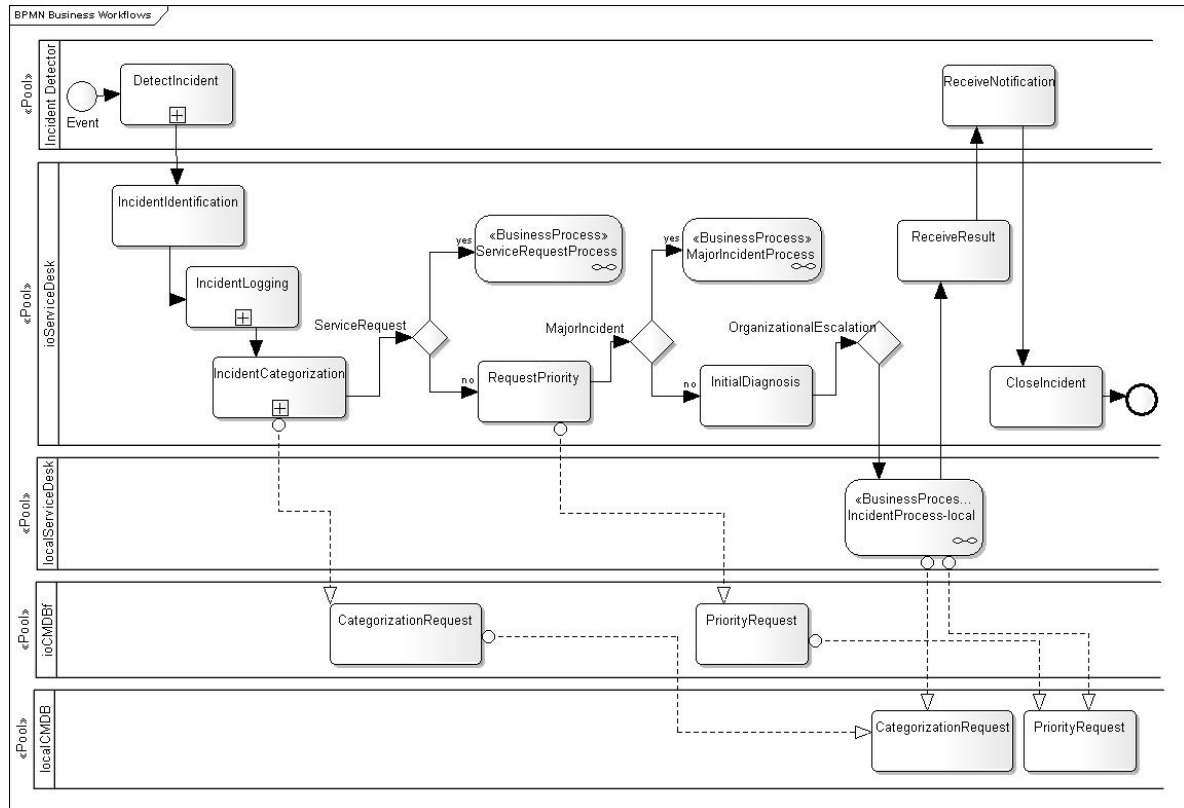 BPMN Business Workflows
«Pool»
Incident Detector
Event
DetectIncident
ReceiveNotification
«Pool»
ioServiceDesk
IncidentIdentification
IncidentLogging
IncidentCategorization
ServiceRequest
yes
«BusinessProcess»
ServiceRequestProcess
no
RequestPriority
MajorIncident
yes
«BusinessProcess»
MajorIncidentProcess
no
InitialDiagnosis
OrganizationalEscalation
ReceiveResult
CloseIncident
«Pool»
localServiceDesk
«BusinessProces...
IncidentProcess-local
«Pool»
ioCMDBf
CategorizationRequest
PriorityRequest
«Pool»
localCMDB
CategorizationRequest
PriorityRequest